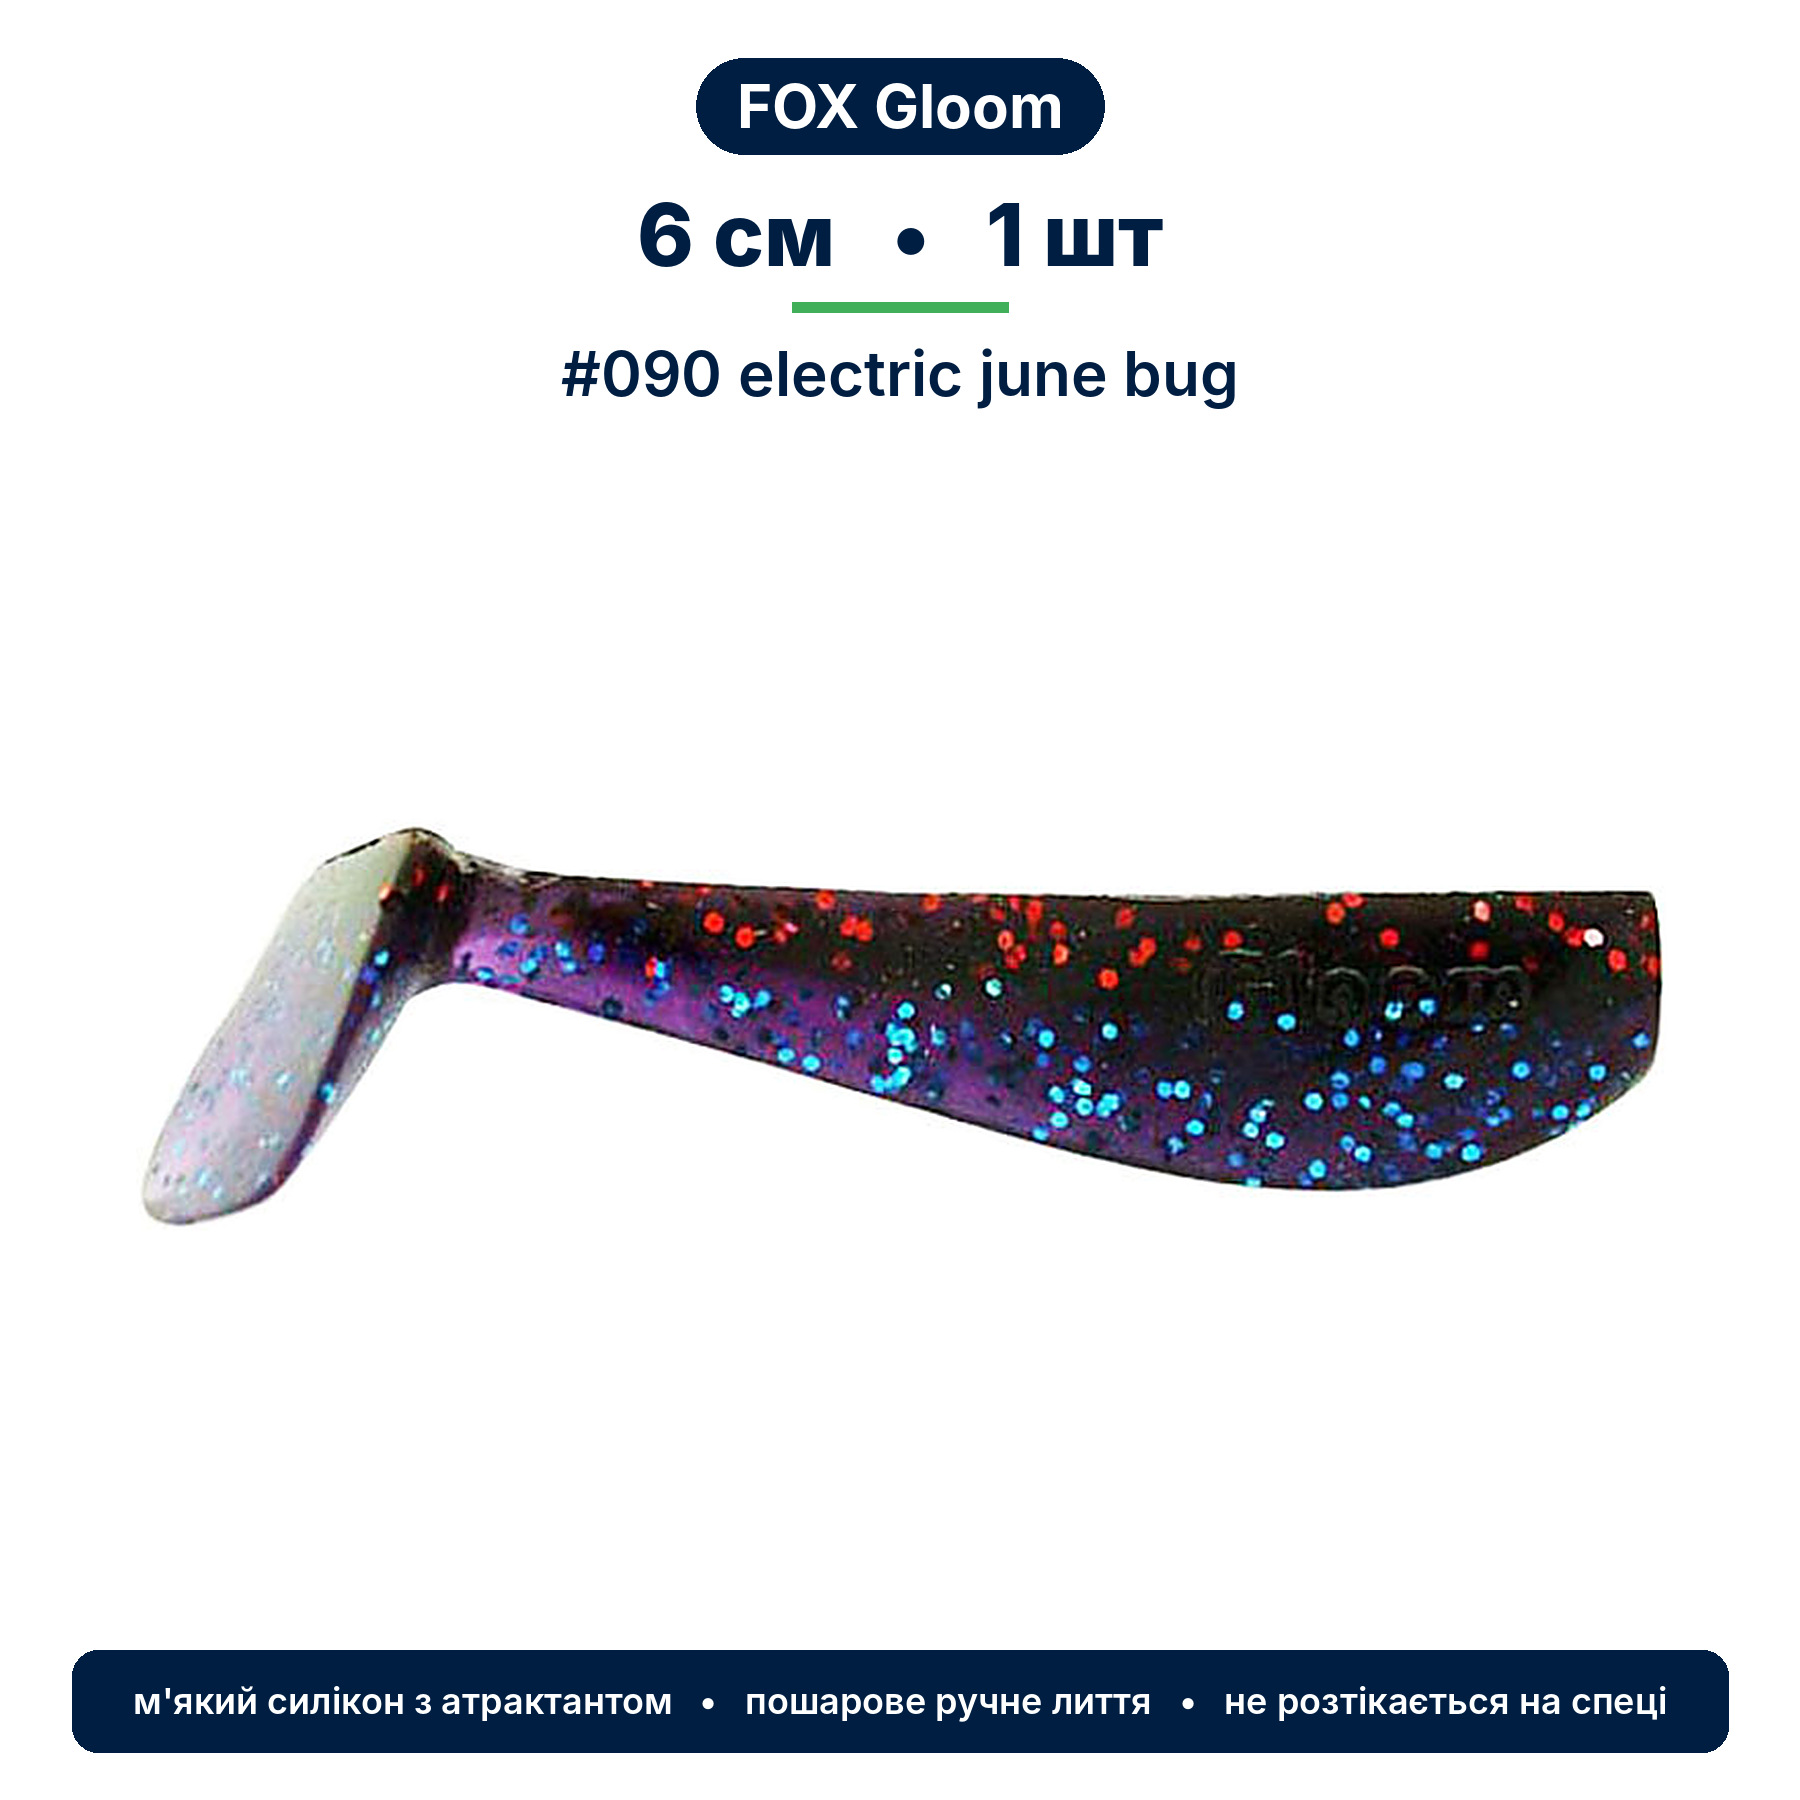 FOX Gloom
6 см • 1 шт
#090 electric june bug
Gloom
м'який силікон з атрактантом • пошарове ручне лиття • не розтікається на спеці